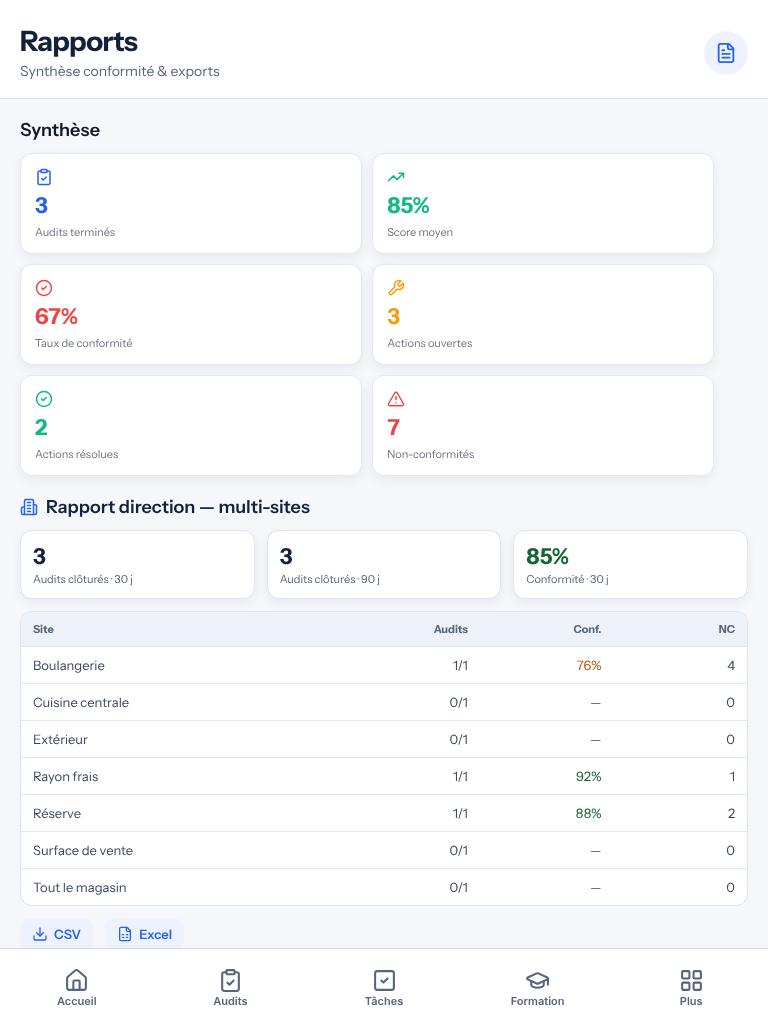 Rapports
Synthèse conformité & exports
Synthèse
3
Audits terminés
85%
Score moyen
67%
Taux de conformité
3
Actions ouvertes
2
Actions résolues
7
Non-conformités
Rapport direction — multi-sites
3
Audits clôturés · 30 j
3
Audits clôturés · 90 j
85%
Conformité · 30 j
Site Audits Conf. NC
Boulangerie 1/1 76% 4
Cuisine centrale 0/1 — 0
Extérieur 0/1 — 0
Rayon frais 1/1 92% 1
Réserve 1/1 88% 2
Surface de vente 0/1 — 0
Tout le magasin 0/1 — 0
CSV Excel
Accueil Audits Tâches Formation Plus